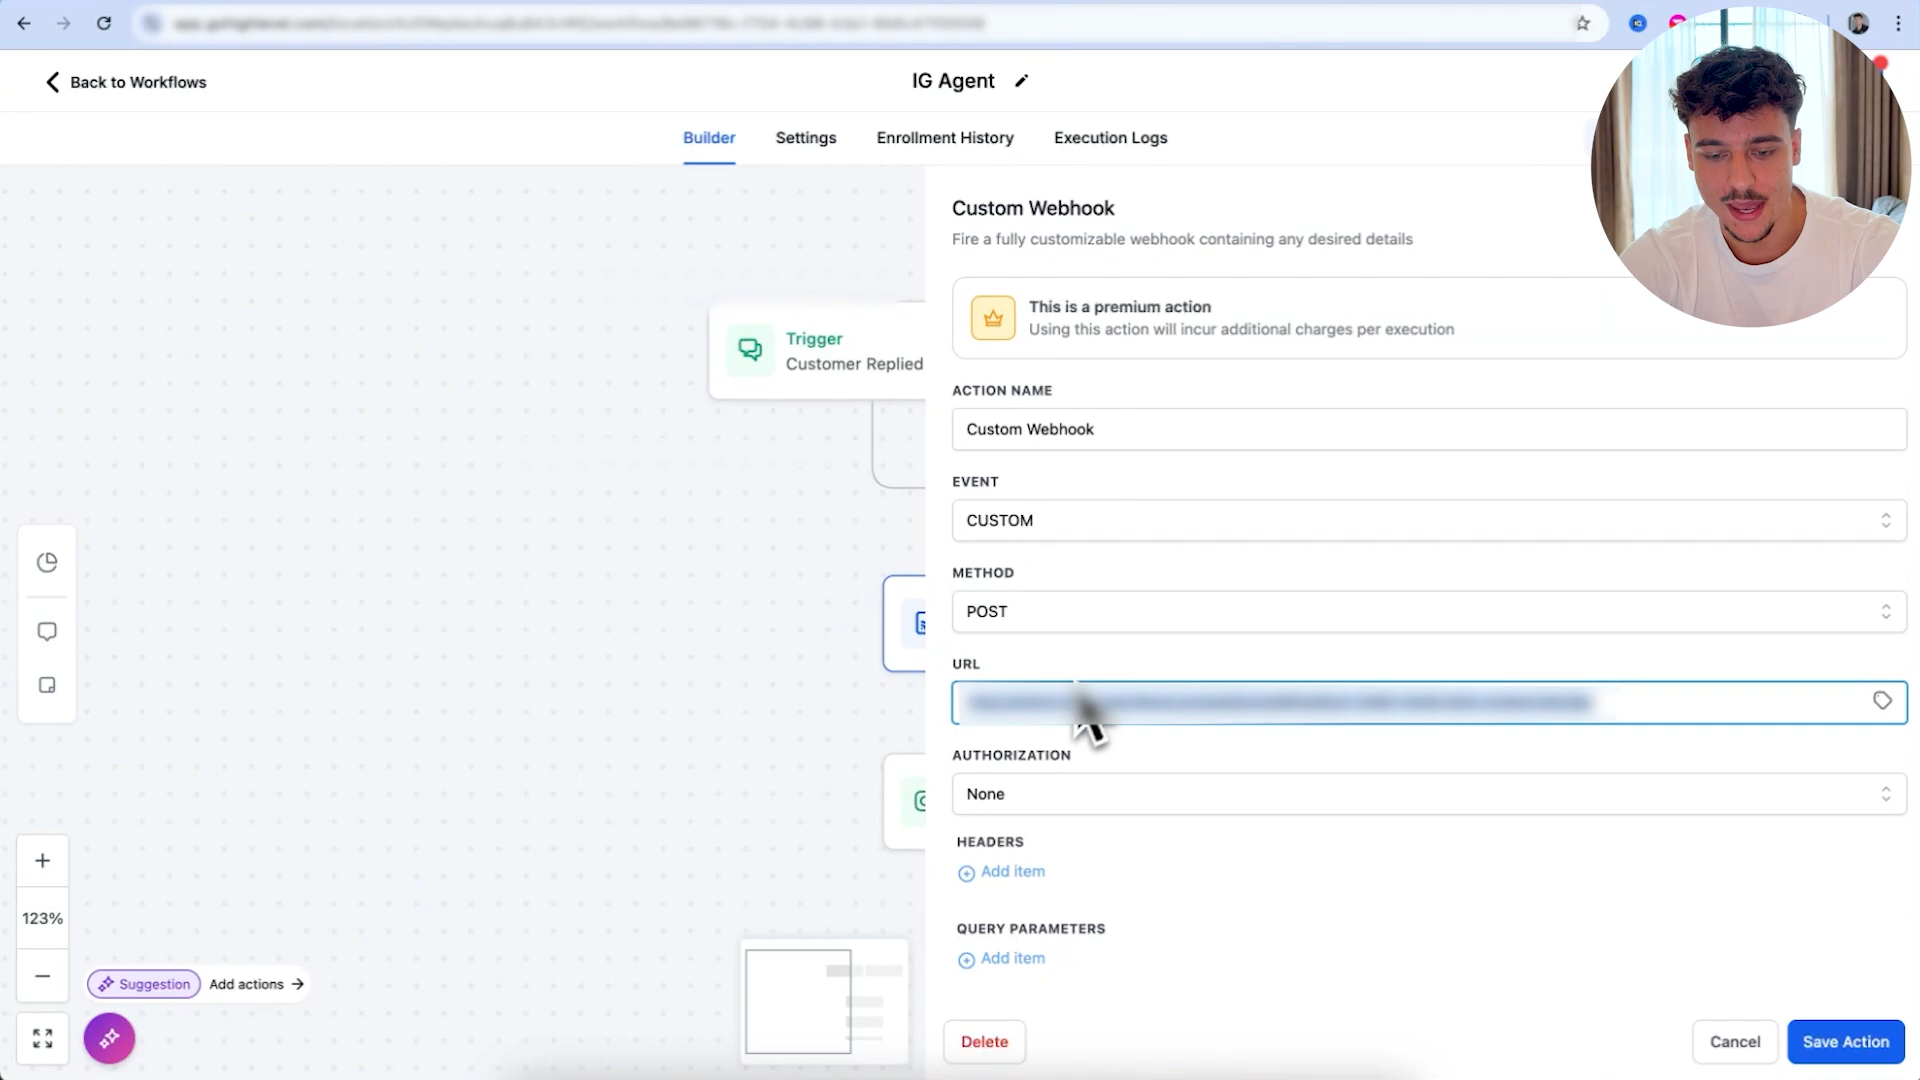 Back to Workflows
IG Agent
Builder
Settings
Enrollment History
Execution Logs
Custom Webhook
Fire a fully customizable webhook containing any desired details
This is a premium action
Using this action will incur additional charges per execution
Trigger
Customer Replied
ACTION NAME
Custom Webhook
EVENT
CUSTOM
METHOD
POST
URL
AUTHORIZATION
None
HEADERS
Add item
QUERY PARAMETERS
Add item
123%
Suggestion
Add actions
Delete
Cancel
Save Action